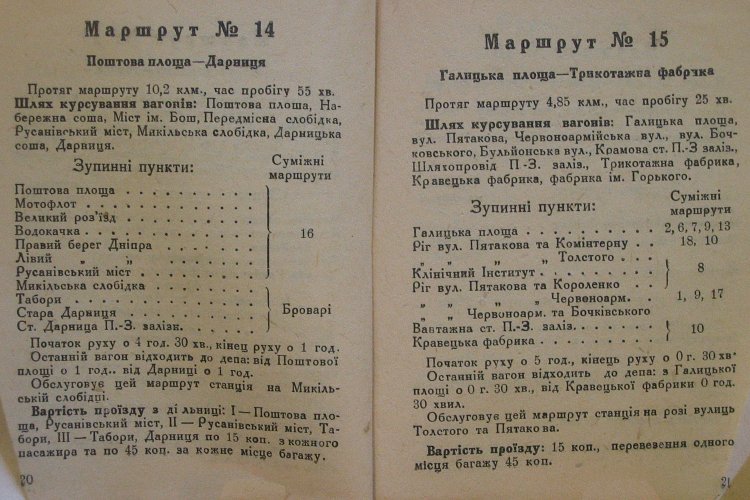 Маршрут № 14
Поштова площа—Дарниця
Протяг маршруту 10,2 клм., час пробігу 55 хв.
Шлях курсування вагонів: Поштова площа, На-
бережна соша, Міст ім. Бош, Передмісна слобідка,
Русанівський міст, Микільська слобідка, Дарницька
соша, Дарниця.
Зупинні пункти: Суміжні
маршрути
Поштова площа
Мотофлот
Великий роз'їзд
Водокачка
Правий берег Дніпра 16
Лівий „ „
Русанівський міст
Микільська слобідка
Табори
Стара Дарниця Броварі
Ст. Дарница П.-З. залізн.
Початок руху о 4 год. 30 хв., кінец руху о 1 год.
Останній вагон відходить до депа: від Поштової
площі о 1 год.. від Дарниці о 1 год.
Обслуговує цей маршрут станція на Микіль-
ській слобідці.
Вартість проїзду з дільниці: I—Поштова пло-
ща, Русанівський міст, II — Русанівський міст, Та-
бори, III — Табори, Дарниця по 15 коп. з кожного
пасажира та по 45 коп. за кожне місце багажу.
20
Маршрут № 15
Галицька площа—Трикотажна фабрчка
Протяг маршруту 4,85 клм., час пробігу 25 хв.
Шлях курсування вагонів: Галицька площа,
вул. Пятакова, Червоноармійська вул., вул. Боч-
ковського, Бульйонська вул., Крамова ст. П.-З заліз.,
Шляхопровід П -З. заліз., Трикотажна фабрика,
Кравецька фабрика, фабрика ім. Горького.
Зупинні пункти: Суміжні
маршрути
Галицька площа 2, 6, 7, 9, 13
Ріг вул. Пятакова та Комінтерну 18, 10
„ „ „ „ Толстого
Клінічний Інститут 8
Ріг вул. Пятакова та Короленко
„ „ „ „ Червоноарм. 1, 9, 17
„ „ Червоноарм. та Бочківського
Вантажна ст. П.-З. заліз. 10
Кравецька фабрика
Початок руху о 5 год., кінець руху о 0 г. 30 хв.
Останній вагон відходить до депа: з Галицької
площі о 0 г. 30 хв., від Кравецької фабрики 0 год.
30 хвил.
Обслуговує цей маршрут станція на розі вулиць
Толстого та Пятакова.
Вартість проїзду: 15 коп., перевезення одного
місця багажу 45 коп.
21